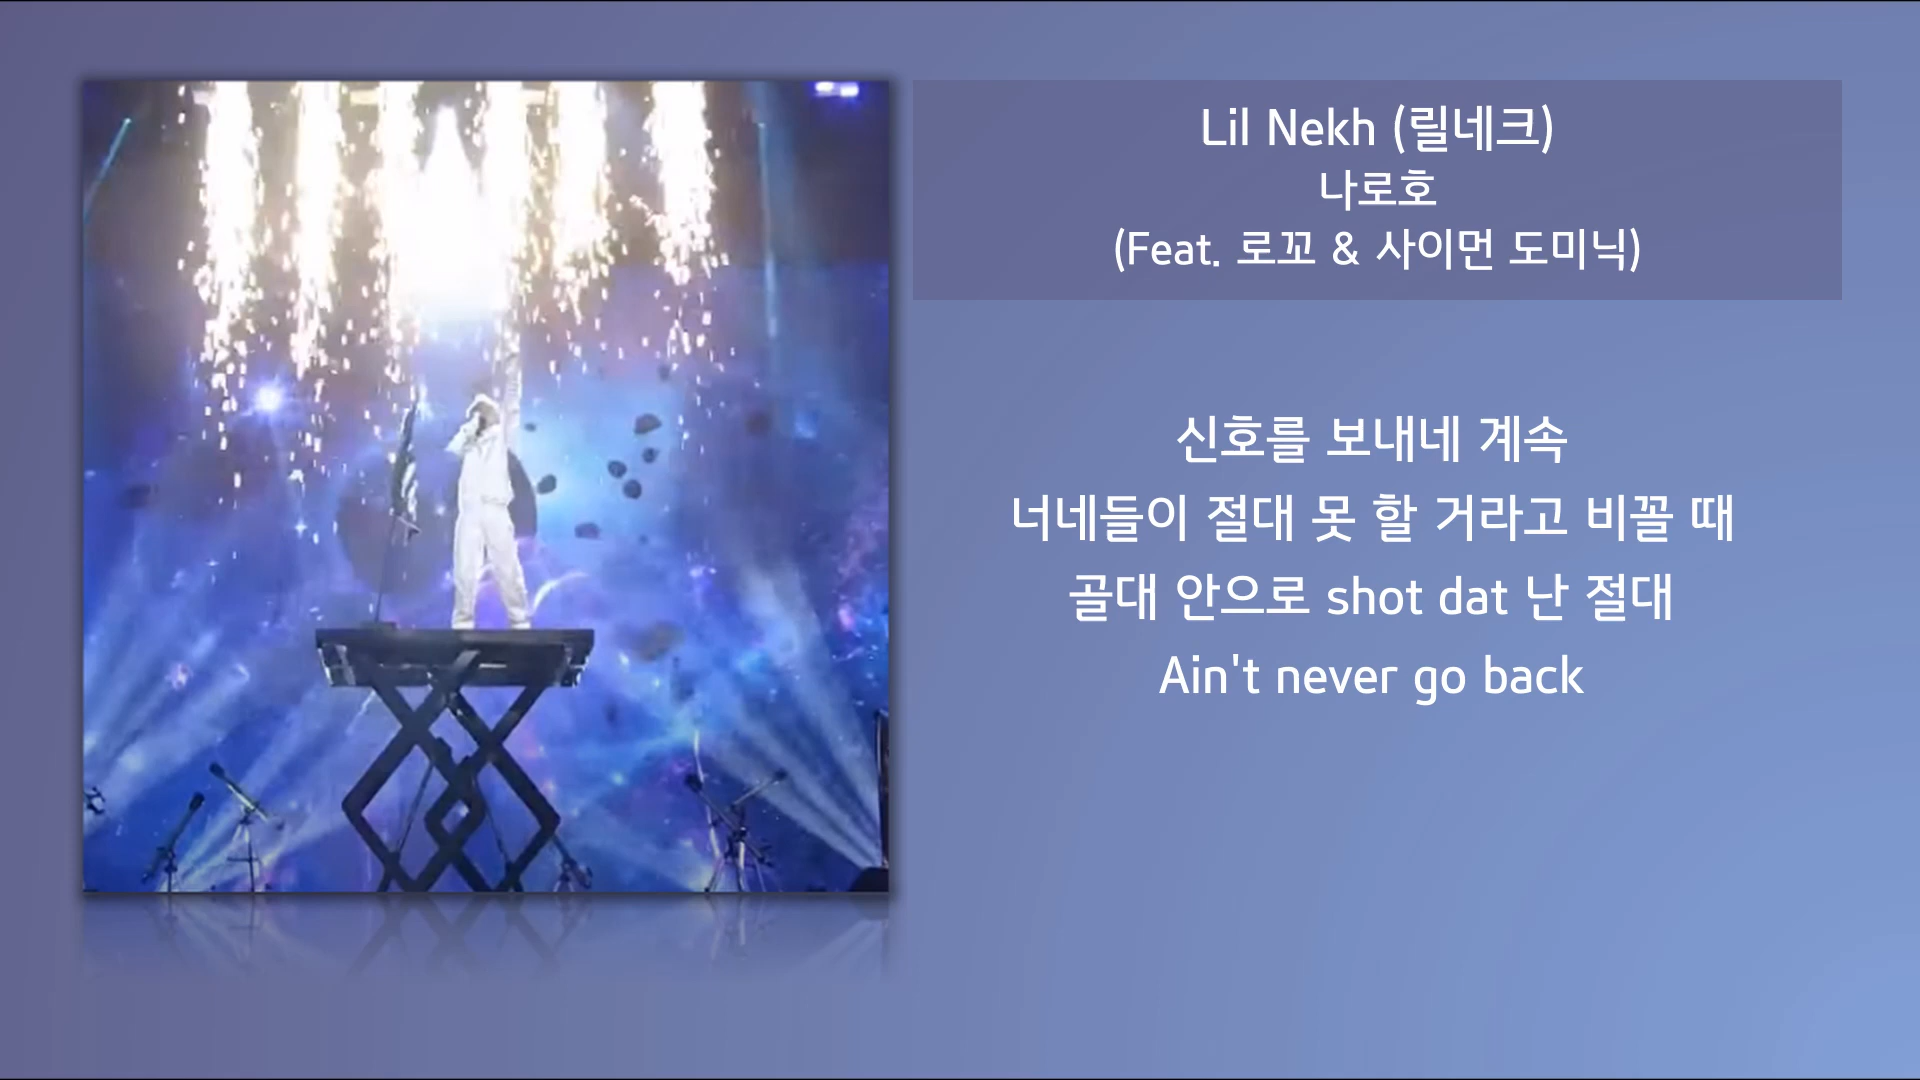 Lil Nekh (릴네크)
나로호
(Feat. 로꼬 & 사이먼 도미닉)
신호를 보내네 계속
너네들이 절대 못 할 거라고 비꼴 때
골대 안으로 shot dat 난 절대
Ain't never go back